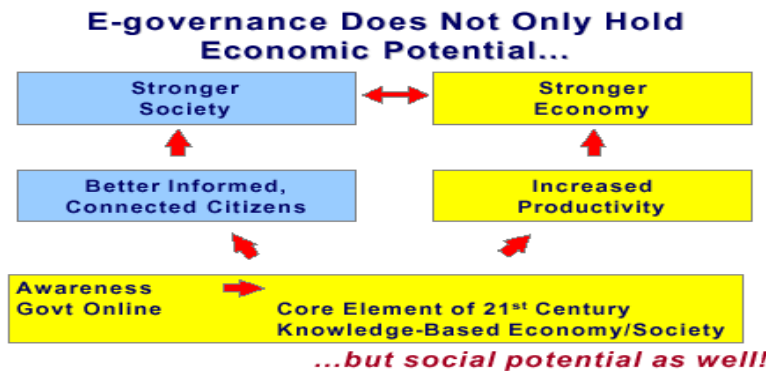 E-governance Does Not Only Hold
Economic Potential...
Stronger
Society
Stronger
Economy
Better Informed,
Connected Citizens
Increased
Productivity
Awareness
Govt Online
Core Element of 21st Century
Knowledge-Based Economy/Society
...but social potential as well!